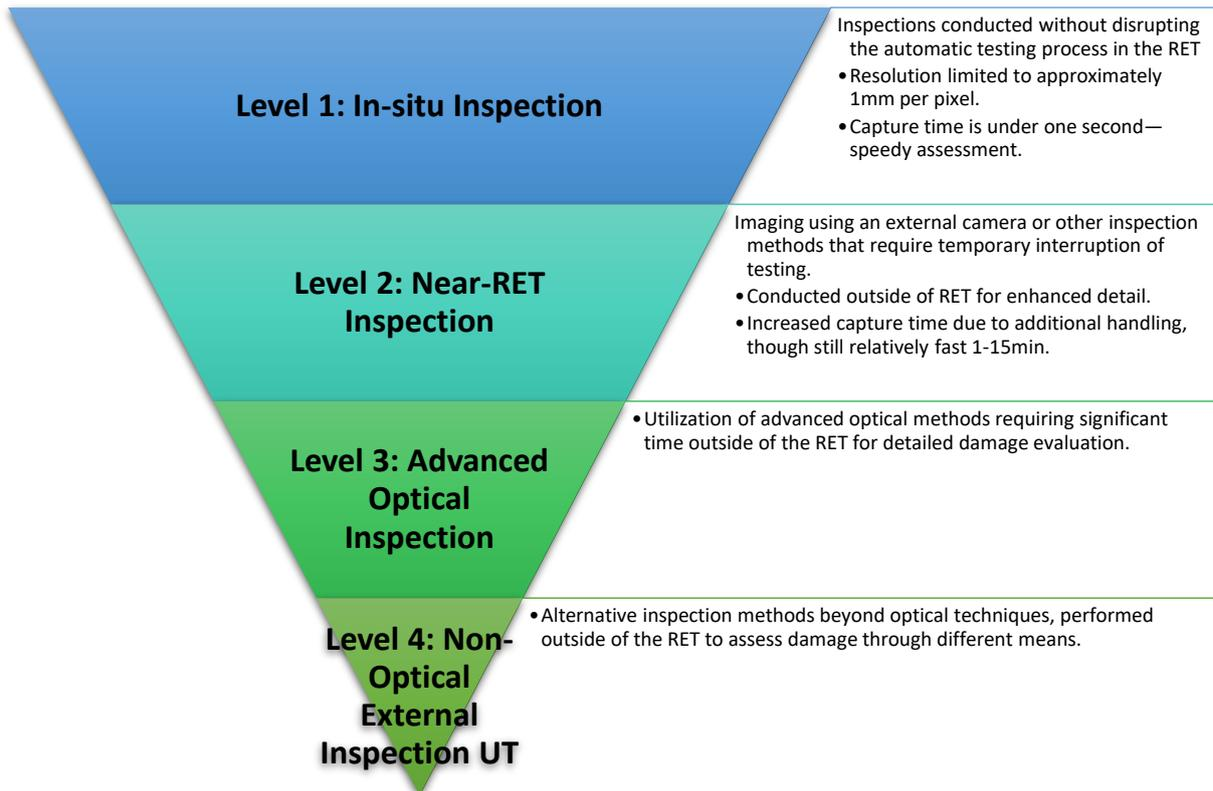 Level 1: In-situ Inspection
Inspections conducted without disrupting
the automatic testing process in the RET
•Resolution limited to approximately
1mm per pixel.
•Capture time is under one second—
speedy assessment.
Level 2: Near-RET
Inspection
Imaging using an external camera or other inspection
methods that require temporary interruption of
testing.
•Conducted outside of RET for enhanced detail.
•Increased capture time due to additional handling,
though still relatively fast 1-15min.
Level 3: Advanced
Optical
Inspection
•Utilization of advanced optical methods requiring significant
time outside of the RET for detailed damage evaluation.
Level 4: Non-
Optical
External
Inspection UT
•Alternative inspection methods beyond optical techniques, performed
outside of the RET to assess damage through different means.